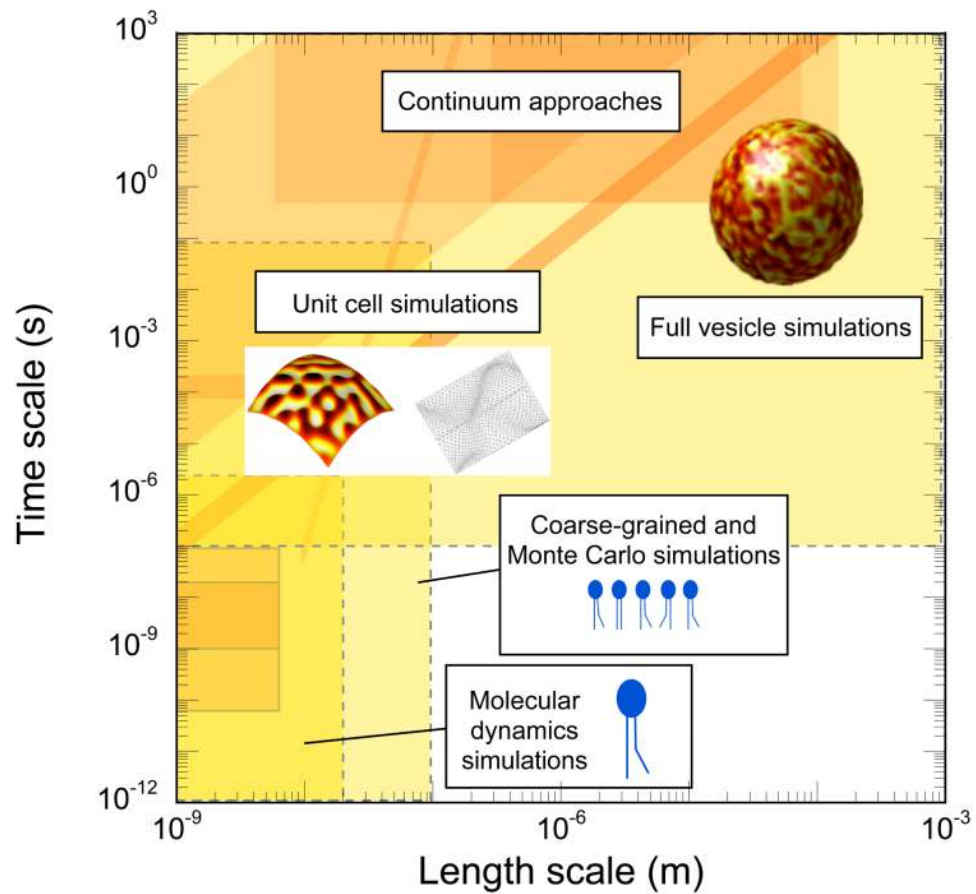 10³
Continuum approaches
10⁰
Unit cell simulations
Full vesicle simulations
10⁻³
Time scale (s)
10⁻⁶
Coarse-grained and
Monte Carlo simulations
10⁻⁹
Molecular
dynamics
simulations
10⁻¹²
10⁻⁹
10⁻⁶
10⁻³
Length scale (m)